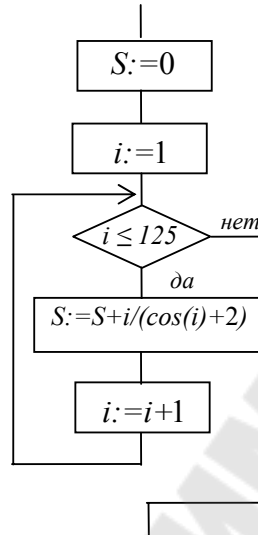 S:=0
i:=1
i ≤ 125
нет
да
S:=S+i/(cos(i)+2)
i:=i+1